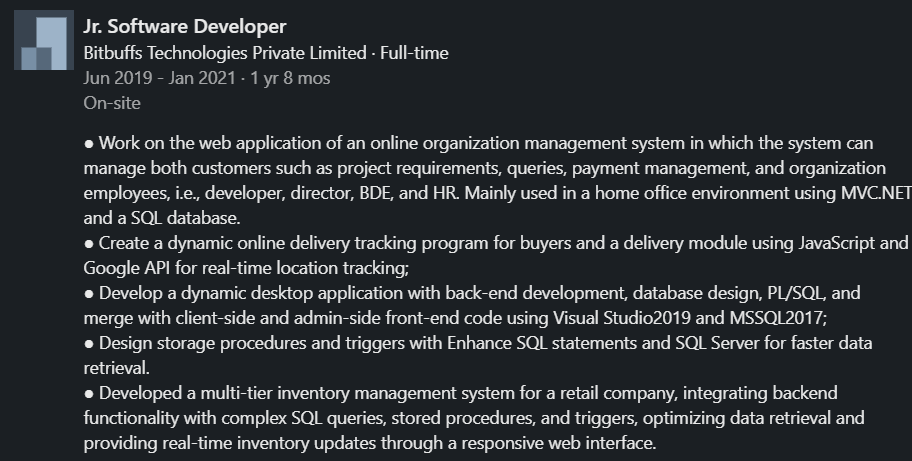 Jr. Software Developer
Bitbuffs Technologies Private Limited · Full-time
Jun 2019 - Jan 2021 · 1 yr 8 mos
On-site
● Work on the web application of an online organization management system in which the system can
manage both customers such as project requirements, queries, payment management, and organization
employees, i.e., developer, director, BDE, and HR. Mainly used in a home office environment using MVC.NET
and a SQL database.
● Create a dynamic online delivery tracking program for buyers and a delivery module using JavaScript and
Google API for real-time location tracking;
● Develop a dynamic desktop application with back-end development, database design, PL/SQL, and
merge with client-side and admin-side front-end code using Visual Studio2019 and MSSQL2017;
● Design storage procedures and triggers with Enhance SQL statements and SQL Server for faster data
retrieval.
● Developed a multi-tier inventory management system for a retail company, integrating backend
functionality with complex SQL queries, stored procedures, and triggers, optimizing data retrieval and
providing real-time inventory updates through a responsive web interface.